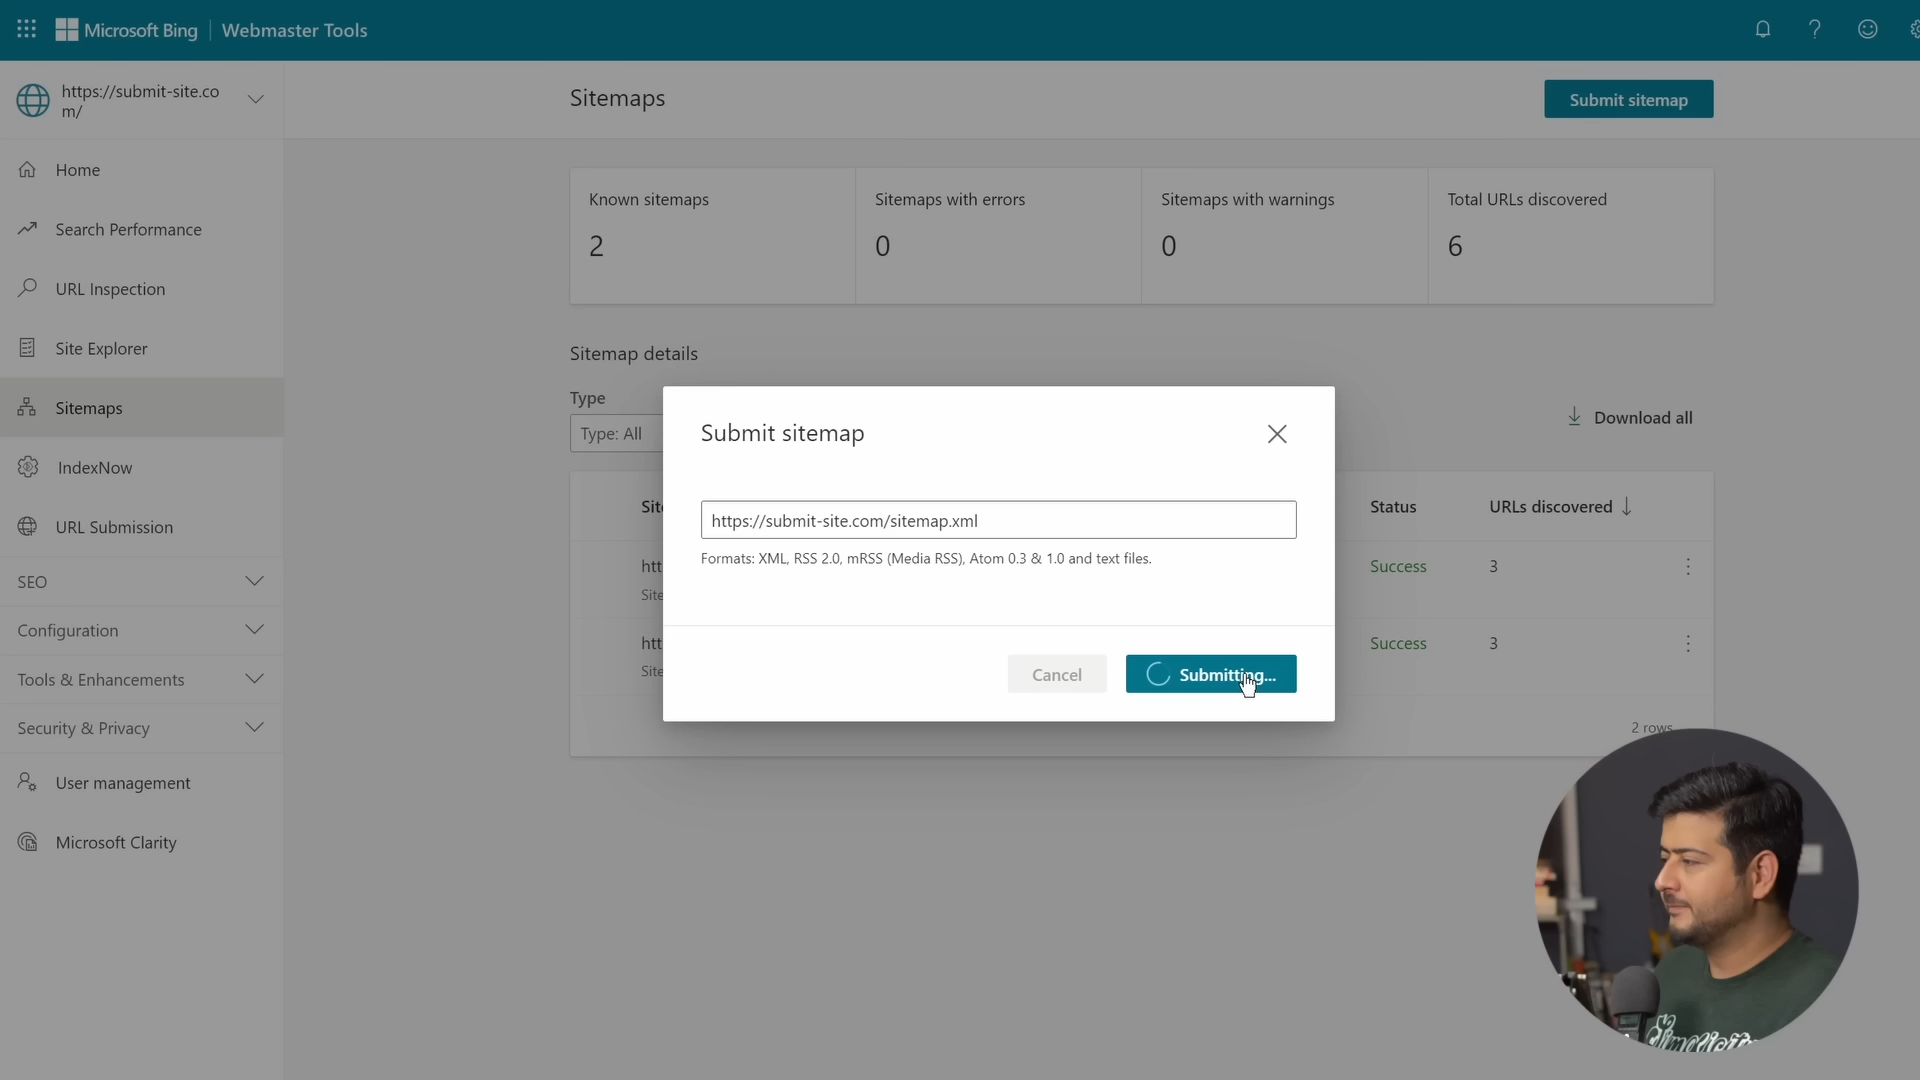 Microsoft Bing | Webmaster Tools
https://submit-site.co
m/
Sitemaps
Submit sitemap
Home
Search Performance
URL Inspection
Site Explorer
Sitemaps
IndexNow
URL Submission
SEO
Configuration
Tools & Enhancements
Security & Privacy
User management
Microsoft Clarity
Known sitemaps
2
Sitemaps with errors
0
Sitemaps with warnings
0
Total URLs discovered
6
Sitemap details
Type
Type: All
Download all
Status
URLs discovered
Success
3
Success
3
2 rows
Submit sitemap
https://submit-site.com/sitemap.xml
Formats: XML, RSS 2.0, mRSS (Media RSS), Atom 0.3 & 1.0 and text files.
Cancel
Submitting...